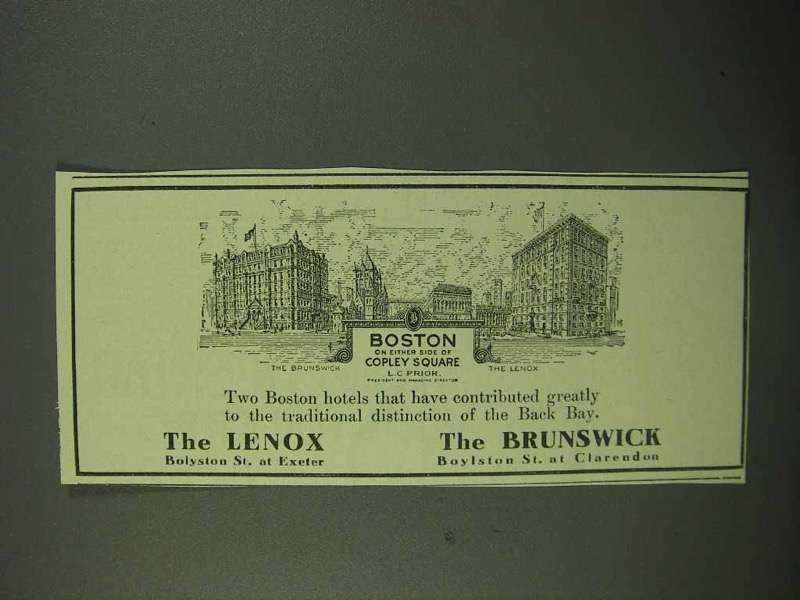 BOSTON
ON EITHER SIDE OF
COPLEY SQUARE
L.C. PRIOR.
PRESIDENT AND MANAGING DIRECTOR
THE BRUNSWICK
THE LENOX
Two Boston hotels that have contributed greatly
to the traditional distinction of the Back Bay.
The LENOX
Bolyston St. at Exeter
The BRUNSWICK
Boylston St. at Clarendon